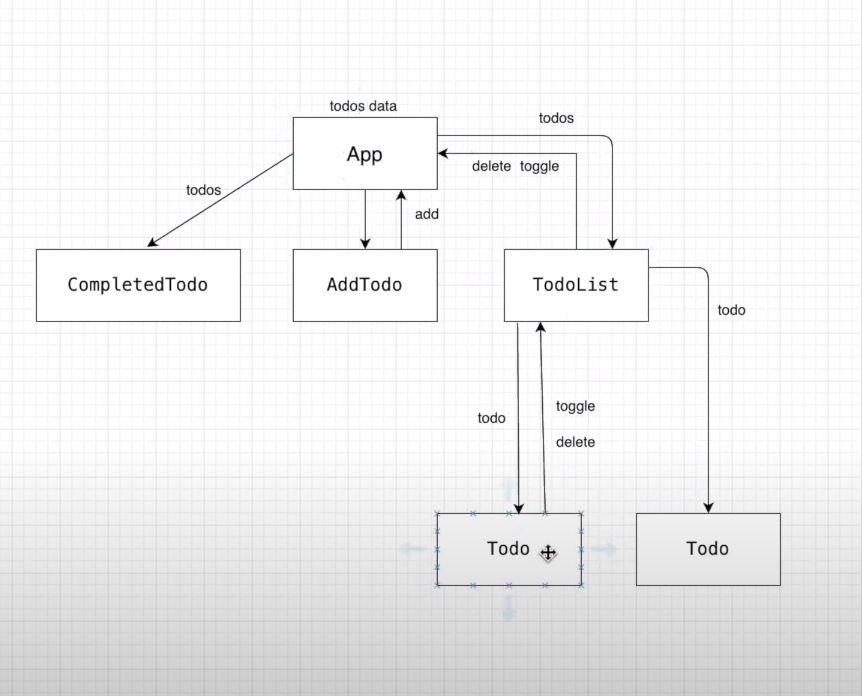 todos data
App
todos
delete toggle
todos
add
CompletedTodo
AddTodo
TodoList
todo
toggle
todo
delete
Todo
Todo